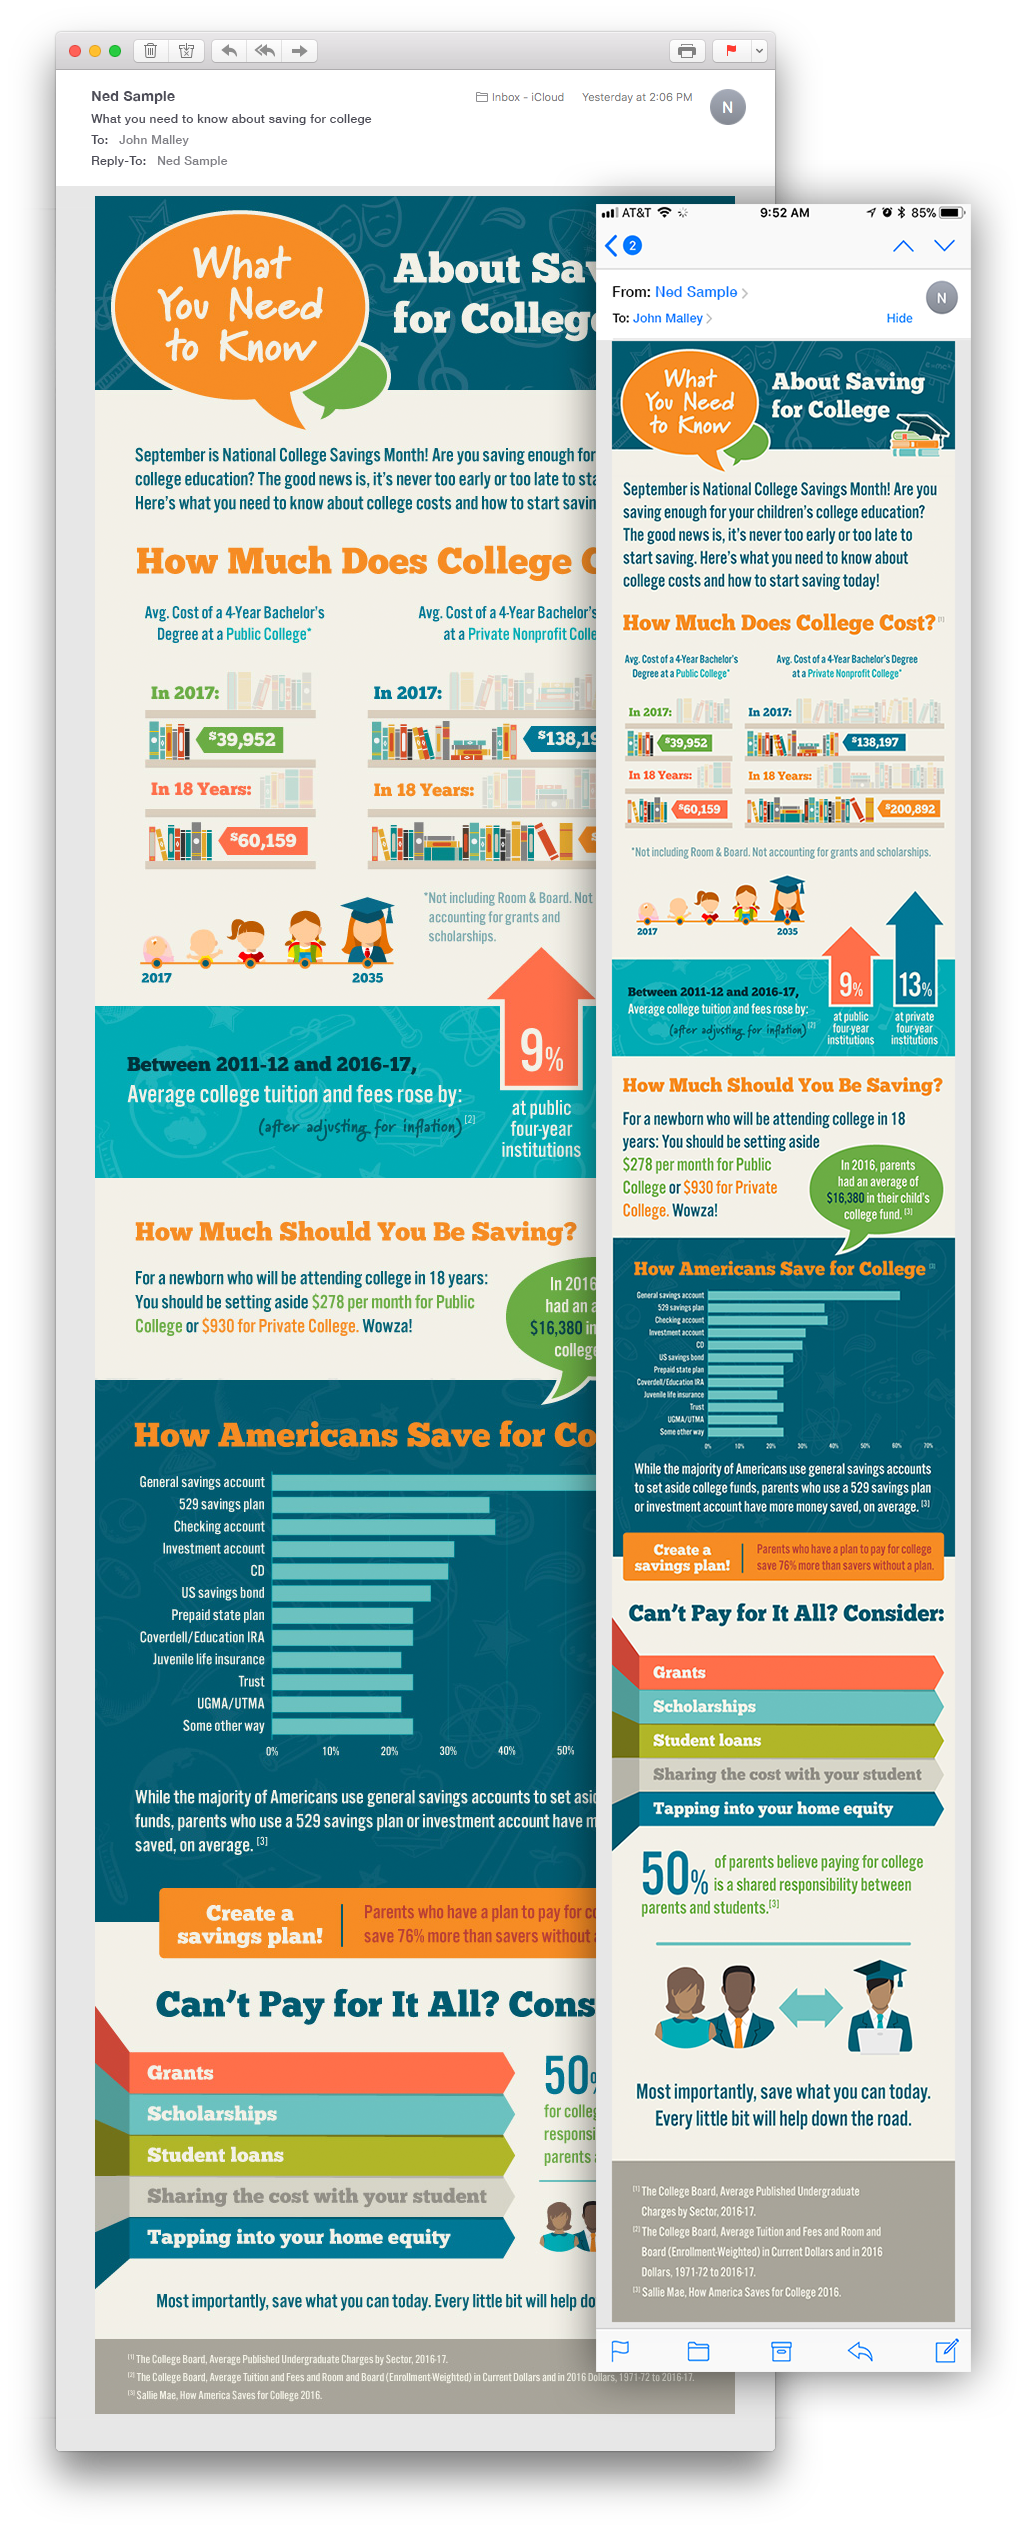 Ned Sample
Inbox - iCloud
Yesterday at 2:06 PM
N
What you need to know about saving for college
To: John Malley
Reply-To: Ned Sample
What
You Need
to Know
About Sav
for College
September is National College Savings Month! Are you saving enough for
college education? The good news is, it's never too early or too late to sta
Here's what you need to know about college costs and how to start savin
How Much Does College C
Avg. Cost of a 4-Year Bachelor's
Degree at a Public College*
Avg. Cost of a 4-Year Bachelor's
at a Private Nonprofit Colle
In 2017:
In 2017:
$39,952
$138,19
In 18 Years:
In 18 Years:
$60,159
$
*Not including Room & Board. Not
accounting for grants and
scholarships.
2017
2035
Between 2011-12 and 2016-17,
Average college tuition and fees rose by:
(after adjusting for inflation) [2]
9%
at public
four-year
institutions
How Much Should You Be Saving?
For a newborn who will be attending college in 18 years:
You should be setting aside $278 per month for Public
College or $930 for Private College. Wowza!
In 2016
had an a
$16,380 in
college
How Americans Save for Co
General savings account
529 savings plan
Checking account
Investment account
CD
US savings bond
Prepaid state plan
Coverdell/Education IRA
Juvenile life insurance
Trust
UGMA/UTMA
Some other way
0% 10% 20% 30% 40% 50%
While the majority of Americans use general savings accounts to set asid
funds, parents who use a 529 savings plan or investment account have m
saved, on average. [3]
Create a
savings plan!
Parents who have a plan to pay for co
save 76% more than savers without a
Can't Pay for It All? Cons
Grants
Scholarships
Student loans
Sharing the cost with your student
Tapping into your home equity
50%
for colleg
responsi
parents a
Most importantly, save what you can today. Every little bit will help do
[1] The College Board, Average Published Undergraduate Charges by Sector, 2016-17.
[2] The College Board, Average Tuition and Fees and Room and Board (Enrollment-Weighted) in Current Dollars and in 2016 Dollars, 1971-72 to 2016-17.
[3] Sallie Mae, How America Saves for College 2016.
AT&T
9:52 AM
85%
2
From: Ned Sample
To: John Malley
Hide
N
What
You Need
to Know
About Saving
for College
September is National College Savings Month! Are you
saving enough for your children's college education?
The good news is, it's never too early or too late to
start saving. Here's what you need to know about
college costs and how to start saving today!
How Much Does College Cost? [1]
Avg. Cost of a 4-Year Bachelor's
Degree at a Public College*
Avg. Cost of a 4-Year Bachelor's Degree
at a Private Nonprofit College*
In 2017:
In 2017:
$39,952
$138,197
In 18 Years:
In 18 Years:
$60,159
$200,892
*Not including Room & Board. Not accounting for grants and scholarships.
2017
2035
Between 2011-12 and 2016-17,
Average college tuition and fees rose by:
(after adjusting for inflation) [2]
9%
at public
four-year
institutions
13%
at private
four-year
institutions
How Much Should You Be Saving?
For a newborn who will be attending college in 18
years: You should be setting aside
$278 per month for Public
College or $930 for Private
College. Wowza!
In 2016, parents
had an average of
$16,380 in their child's
college fund. [3]
How Americans Save for College [3]
General savings account
529 savings plan
Checking account
Investment account
CD
US savings bond
Prepaid state plan
Coverdell/Education IRA
Juvenile life insurance
Trust
UGMA/UTMA
Some other way
0% 10% 20% 30% 40% 50% 60% 70%
While the majority of Americans use general savings accounts
to set aside college funds, parents who use a 529 savings plan
or investment account have more money saved, on average. [3]
Create a
savings plan!
Parents who have a plan to pay for college
save 76% more than savers without a plan.
Can't Pay for It All? Consider:
Grants
Scholarships
Student loans
Sharing the cost with your student
Tapping into your home equity
50% of parents believe paying for college
is a shared responsibility between
parents and students.[3]
Most importantly, save what you can today.
Every little bit will help down the road.
[1] The College Board, Average Published Undergraduate
Charges by Sector, 2016-17.
[2] The College Board, Average Tuition and Fees and Room and
Board (Enrollment-Weighted) in Current Dollars and in 2016
Dollars, 1971-72 to 2016-17.
[3] Sallie Mae, How America Saves for College 2016.